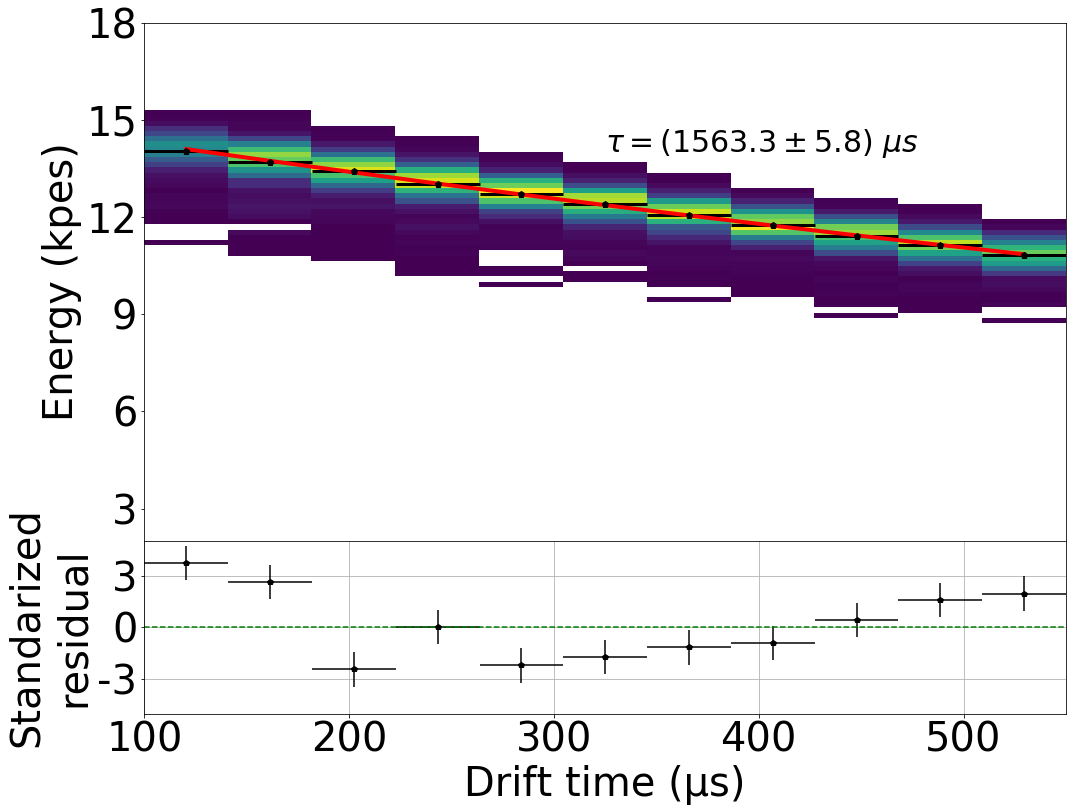 18
15
12
9
6
3
Energy (kpes)
τ = (1563.3 ± 5.8) μs
3
0
-3
Standarized
residual
100
200
300
400
500
Drift time (μs)